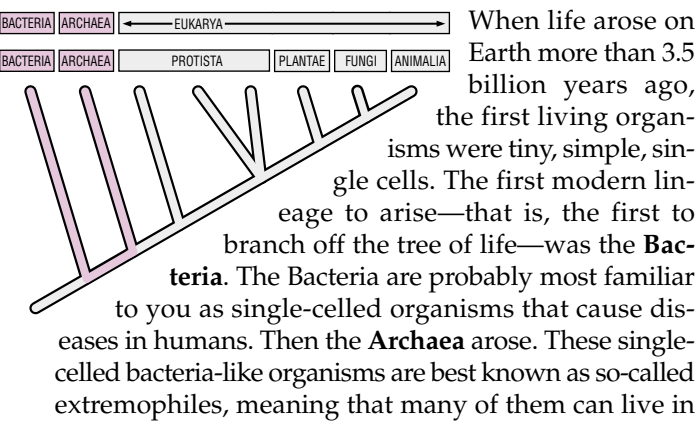 BACTERIA ARCHAEA EUKARYA
BACTERIA ARCHAEA PROTISTA PLANTAE FUNGI ANIMALIA
When life arose on
Earth more than 3.5
billion years ago,
the first living organ-
isms were tiny, simple, sin-
gle cells. The first modern lin-
eage to arise—that is, the first to
branch off the tree of life—was the Bac-
teria. The Bacteria are probably most familiar
to you as single-celled organisms that cause dis-
eases in humans. Then the Archaea arose. These single-
celled bacteria-like organisms are best known as so-called
extremophiles, meaning that many of them can live in